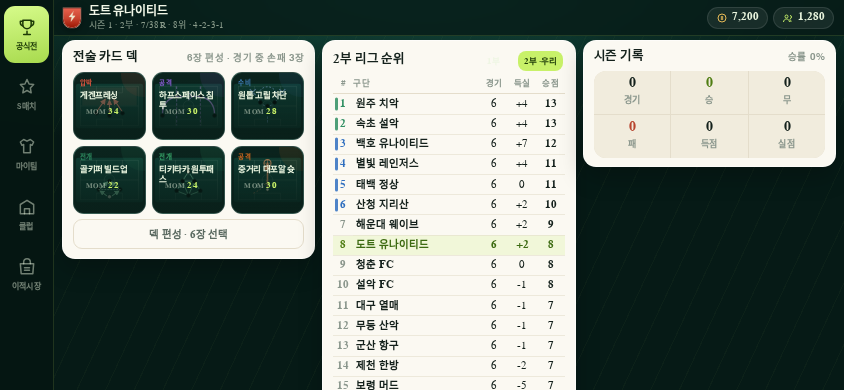 도트 유나이티드
시즌 1 · 2부 · 7/38 R · 8위 · 4-2-3-1
7,200
1,280
공식전
S매치
마이팀
클럽
이적시장
전술 카드 덱
6장 편성 · 경기 중 손패 3장
압박
게겐프레싱
MOM 34
공격
하프스페이스 침투
MOM 30
수비
원톱 고립 차단
MOM 28
전개
골키퍼 빌드업
MOM 22
전개
티키타카 원투패스
MOM 24
공격
중거리 대포알 슛
MOM 30
덱 편성 · 6장 선택
2부 리그 순위
2부 ·우리
# 구단 경기 득실 승점
1 원주 치악 6 +4 13
2 속초 설악 6 +4 13
3 백호 유나이티드 6 +7 12
4 별빛 레인저스 6 +4 11
5 태백 정상 6 0 11
6 산청 지리산 6 +2 10
7 해운대 웨이브 6 +2 9
8 도트 유나이티드 6 +2 8
9 청춘 FC 6 0 8
10 설악 FC 6 -1 8
11 대구 열매 6 -1 7
12 무등 산악 6 -1 7
13 군산 항구 6 -1 7
14 제천 한방 6 -2 7
15 보령 머드 6 -5 7
시즌 기록
승률 0%
0 경기
0 승
0 무
0 패
0 득점
0 실점